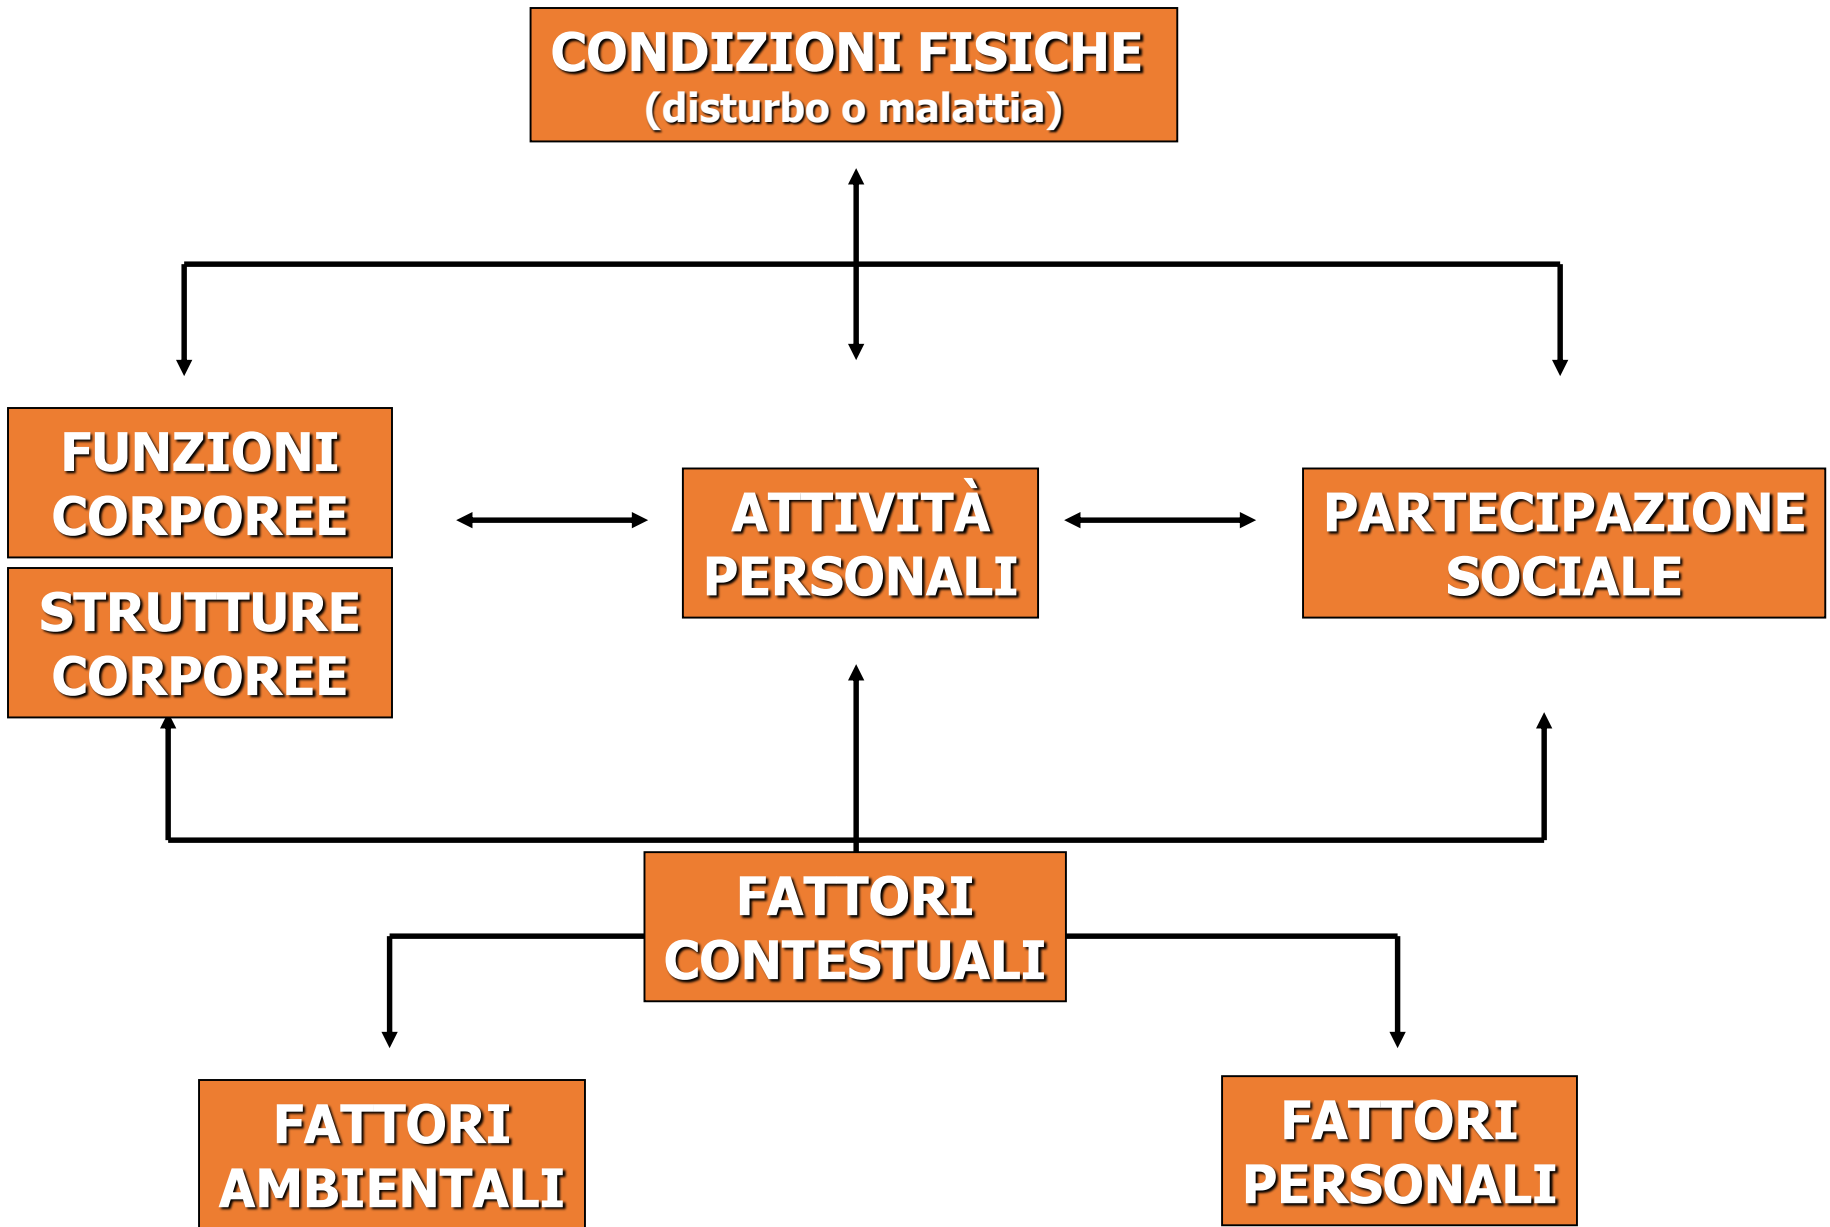 CONDIZIONI FISICHE
(disturbo o malattia)
FUNZIONI
CORPOREE
STRUTTURE
CORPOREE
ATTIVITÀ
PERSONALI
PARTECIPAZIONE
SOCIALE
FATTORI
CONTESTUALI
FATTORI
AMBIENTALI
FATTORI
PERSONALI